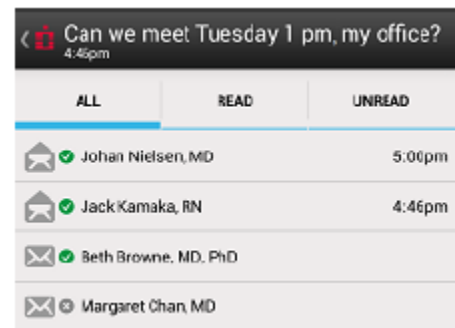 Can we meet Tuesday 1 pm, my office?
4:46pm
ALL READ UNREAD
Johan Nielsen, MD 5:00pm
Jack Kamaka, RN 4:46pm
Beth Browne, MD, PhD
Margaret Chan, MD